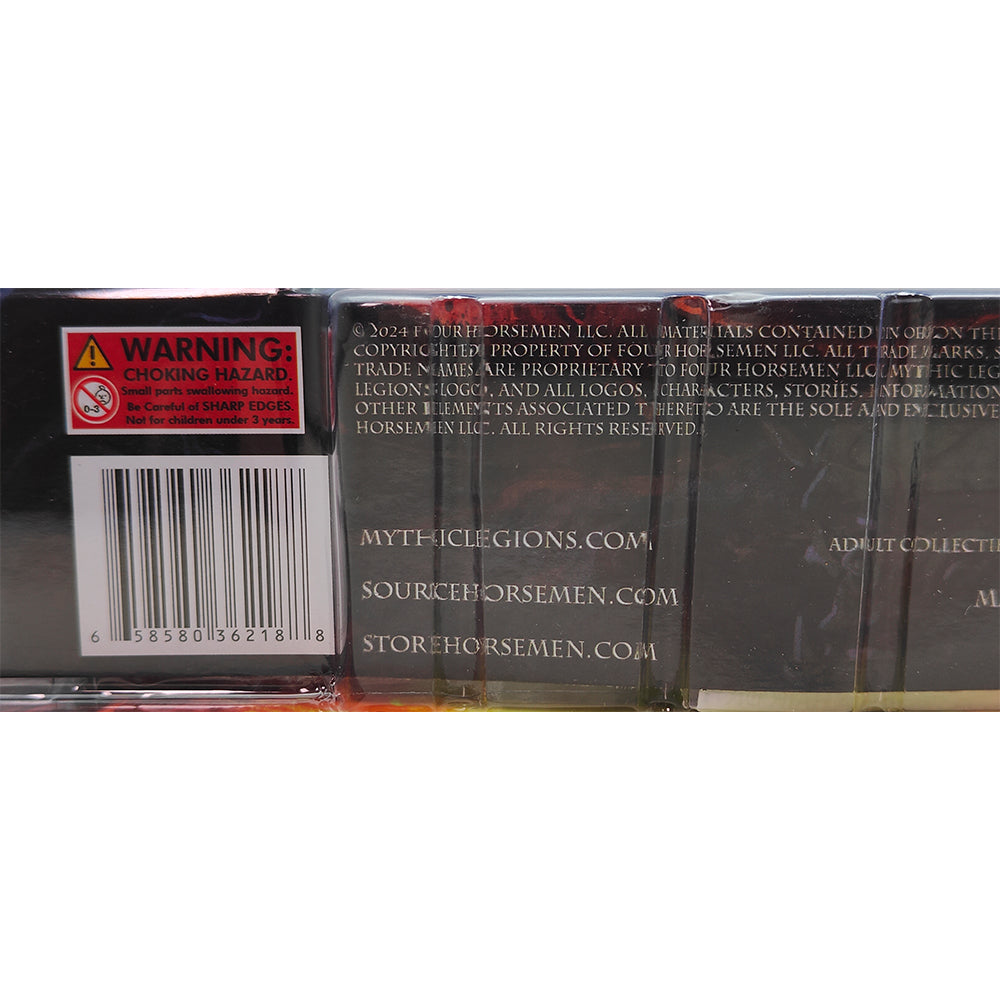 WARNING:
CHOKING HAZARD.
Small parts swallowing hazard.
0-3
Be Careful of SHARP EDGES.
Not for children under 3 years.
6 58580 36218 8
© 2024 FOUR HORSEMEN LLC. ALL MATERIALS CONTAINED IN OR ON TH
COPYRIGHTED PROPERTY OF FOUR HORSEMEN LLC. ALL TRADEMARKS, S
TRADE NAMES ARE PROPRIETARY TO FOUR HORSEMEN LLC. MYTHIC LEG
LEGIONS LOGO, AND ALL LOGOS, CHARACTERS, STORIES, INFORMATION
OTHER ELEMENTS ASSOCIATED THERETO ARE THE SOLE AND EXCLUSIVE
HORSEMEN LLC. ALL RIGHTS RESERVED.
MYTHICLEGIONS.COM
SOURCEHORSEMEN.COM
STOREHORSEMEN.COM
ADULT COLLECTI
M